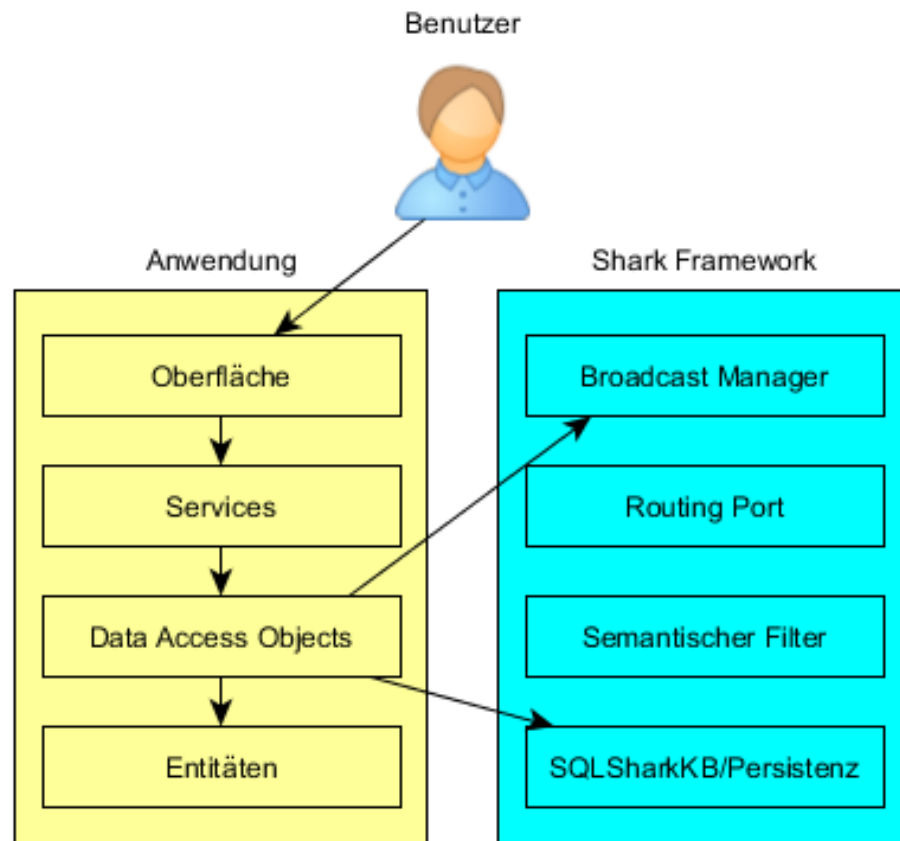 Benutzer
Anwendung
Oberfläche
Services
Data Access Objects
Entitäten
Shark Framework
Broadcast Manager
Routing Port
Semantischer Filter
SQLSharkKB/Persistenz